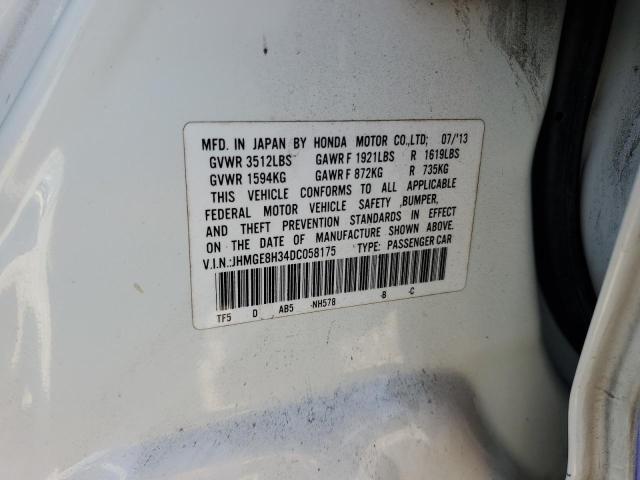 MFD. IN JAPAN BY HONDA MOTOR CO.,LTD; 07/'13
GVWR 3512LBS GAWR F 1921LBS R 1619LBS
GVWR 1594KG GAWR F 872KG R 735KG
THIS VEHICLE CONFORMS TO ALL APPLICABLE
FEDERAL MOTOR VEHICLE SAFETY ,BUMPER,
AND THEFT PREVENTION STANDARDS IN EFFECT
ON THE DATE OF MANUFACTURE SHOWN ABOVE.
V.I.N.:JHMGE8H34DC058175 TYPE: PASSENGER CAR
TF5 D AB5 -NH578 -B -C